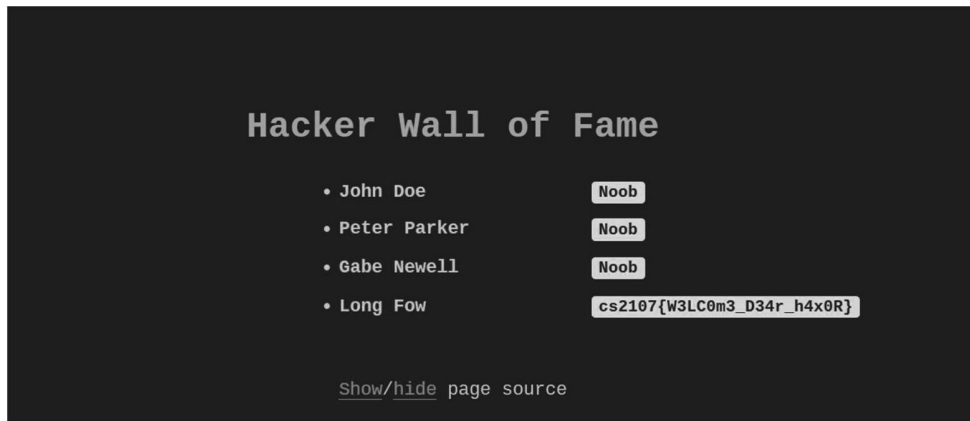 Hacker Wall of Fame
• John Doe Noob
• Peter Parker Noob
• Gabe Newell Noob
• Long Fow cs2107{W3LC0m3_D34r_h4x0R}
Show/hide page source